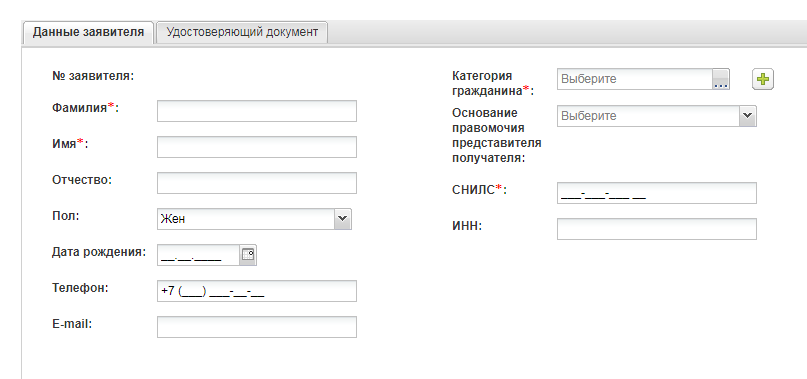 Данные заявителя
Удостоверяющий документ
№ заявителя:
Фамилия*:
Имя*:
Отчество:
Пол:
Жен
Дата рождения:
__.__.____
Телефон:
+7 (___) ___-__-__
E-mail:
Категория
гражданина*:
Выберите
...
Основание
правомочия
представителя
получателя:
Выберите
СНИЛС*:
___-___-___ __
ИНН: